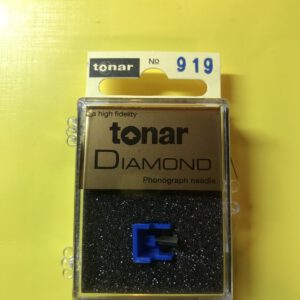 tonar No 919
a high fidelity
tonar
DIAMOND
Phonograph needle